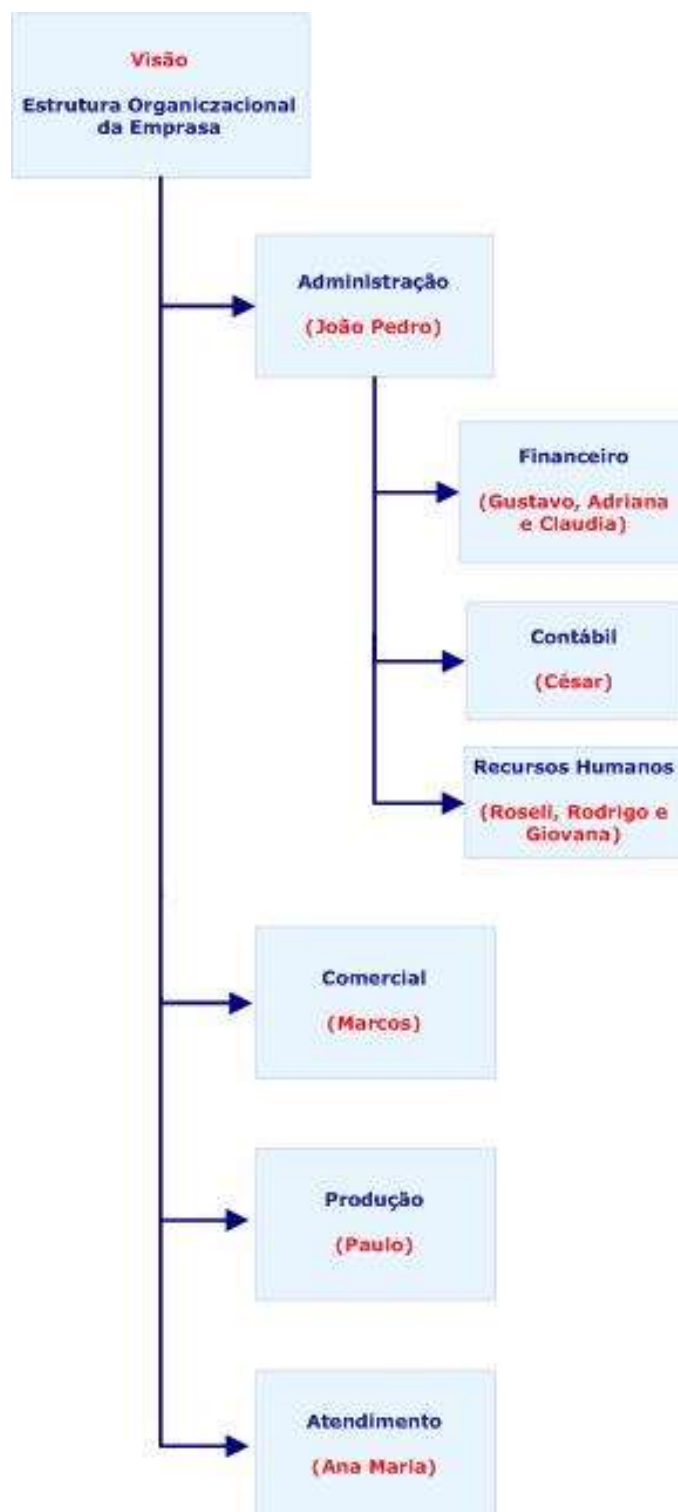 Visão
Estrutura Organiczacional
da Emprasa
Administração
(João Pedro)
Financeiro
(Gustavo, Adriana
e Claudia)
Contábil
(César)
Recursos Humanos
(Roseli, Rodrigo e
Giovana)
Comercial
(Marcos)
Produção
(Paulo)
Atendimento
(Ana Maria)